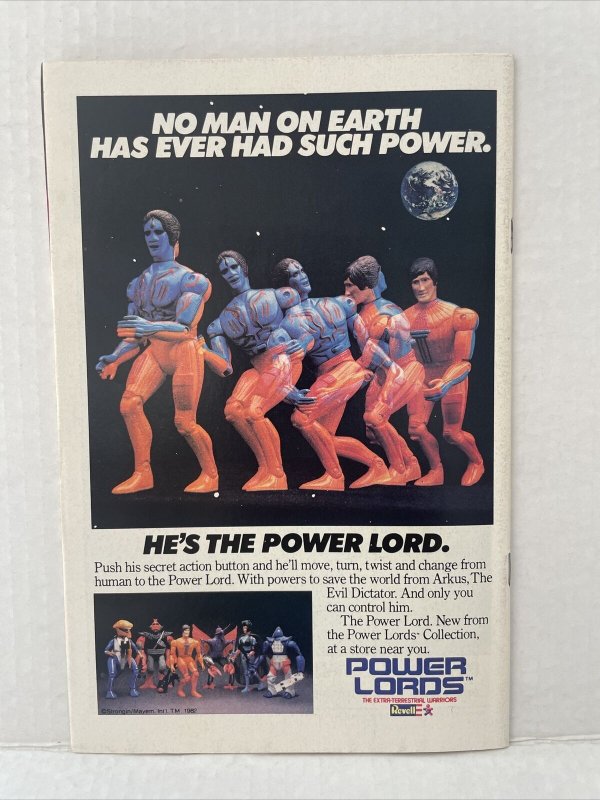 NO MAN ON EARTH
HAS EVER HAD SUCH POWER.
HE'S THE POWER LORD.
Push his secret action button and he'll move, turn, twist and change from
human to the Power Lord. With powers to save the world from Arkus, The
Evil Dictator. And only you
can control him.
The Power Lord. New from
the Power Lords™ Collection,
at a store near you.
POWER
LORDS™
THE EXTRA-TERRESTRIAL WARRIORS
Revell
©Strongin/Mayem, Int'l. TM 1982